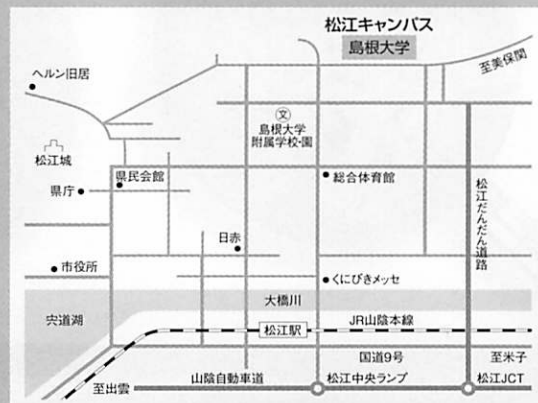 松江キャンパス
島根大学
至美保関
ヘルン旧居
文
島根大学
附属学校・園
松江城
県民会館
総合体育館
県庁
松江だんだん道路
日赤
市役所
くにびきメッセ
大橋川
宍道湖
松江駅
JR山陰本線
国道9号
至米子
至出雲
山陰自動車道
松江中央ランプ
松江JCT